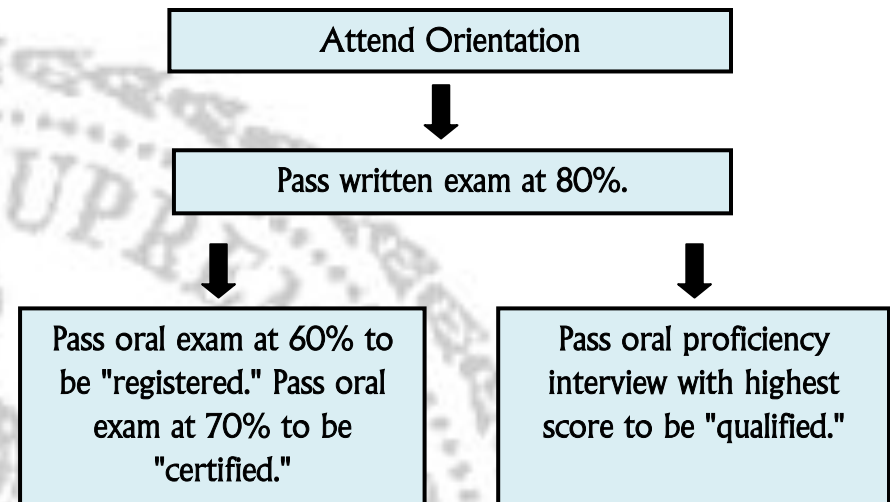 Attend Orientation
Pass written exam at 80%.
Pass oral exam at 60% to
be "registered." Pass oral
exam at 70% to be
"certified."
Pass oral proficiency
interview with highest
score to be "qualified."
UPRE